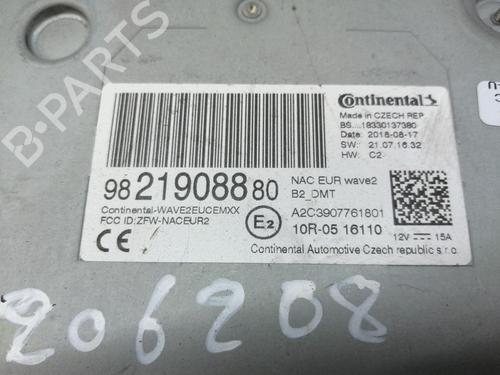 B-PARTS
Continental
Made in CZECH REP
BS....18330137380
Date: 2018-08-17
SW: 21.07.16.32
HW: C2
98 219088 80
NAC EUR wave2
B2_DMT
Continental-WAVE2EUCEMXX
FCC ID:ZFW-NACEUR2
A2C3907761801
CE
E2
10R-05 16110
12V 15A
Continental Automotive Czech republic s.r.o.
206208